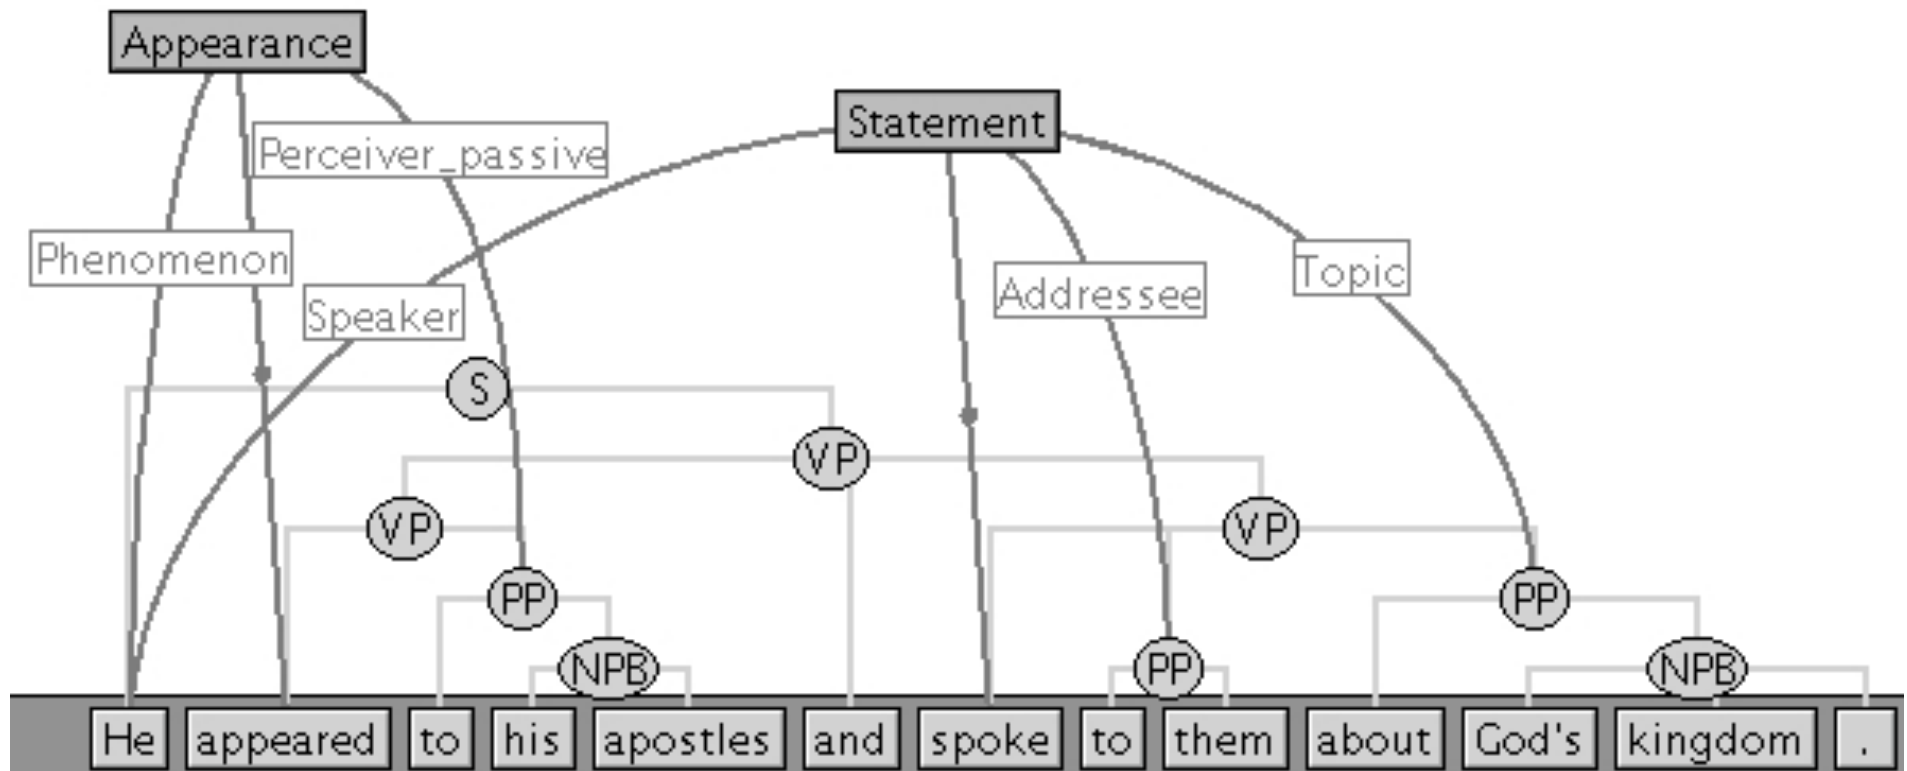 Appearance
Statement
Perceiver_passive
Phenomenon
Topic
Addressee
Speaker
S
VP
VP VP
PP PP
NPB PP NPB
He appeared to his apostles and spoke to them about God's kingdom .